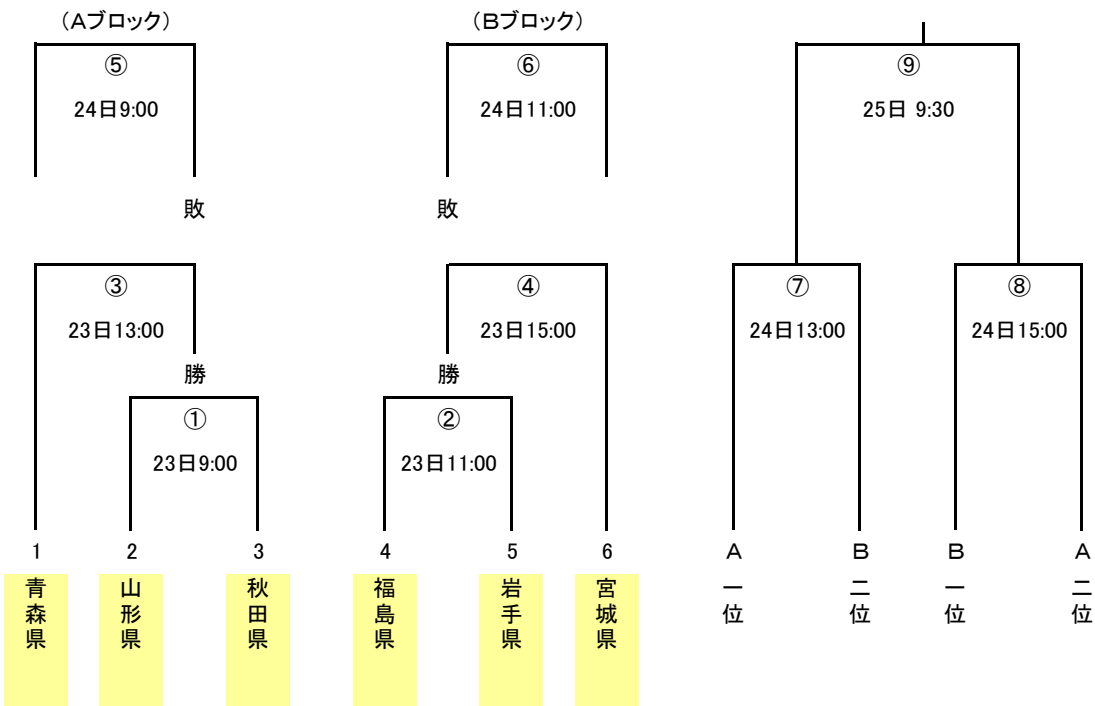 （Aブロック）
（Bブロック）
⑤
⑥
⑨
24日9:00
24日11:00
25日 9:30
敗
敗
③
④
⑦
⑧
23日13:00
23日15:00
24日13:00
24日15:00
勝
勝
①
②
23日9:00
23日11:00
1
2
3
4
5
6
A
B
B
A
青森県
山形県
秋田県
福島県
岩手県
宮城県
一位
二位
一位
二位